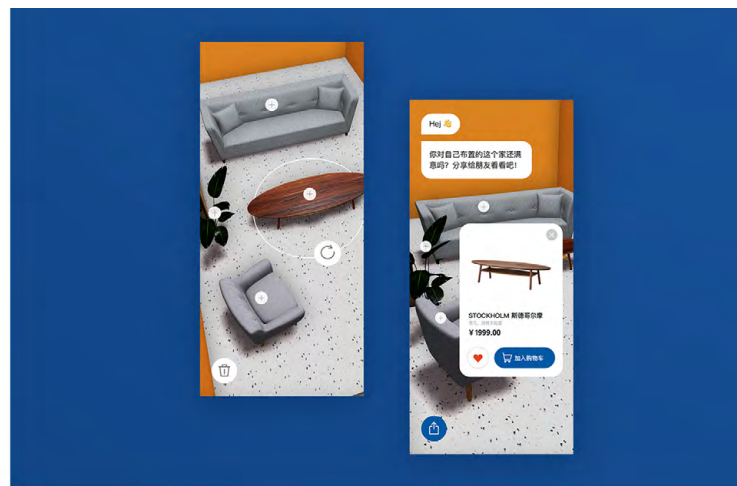 Hej 👋
你对自己布置的这个家还满
意吗？分享给朋友看看吧！
STOCKHOLM 斯德哥尔摩
¥ 1999.00
加入购物车